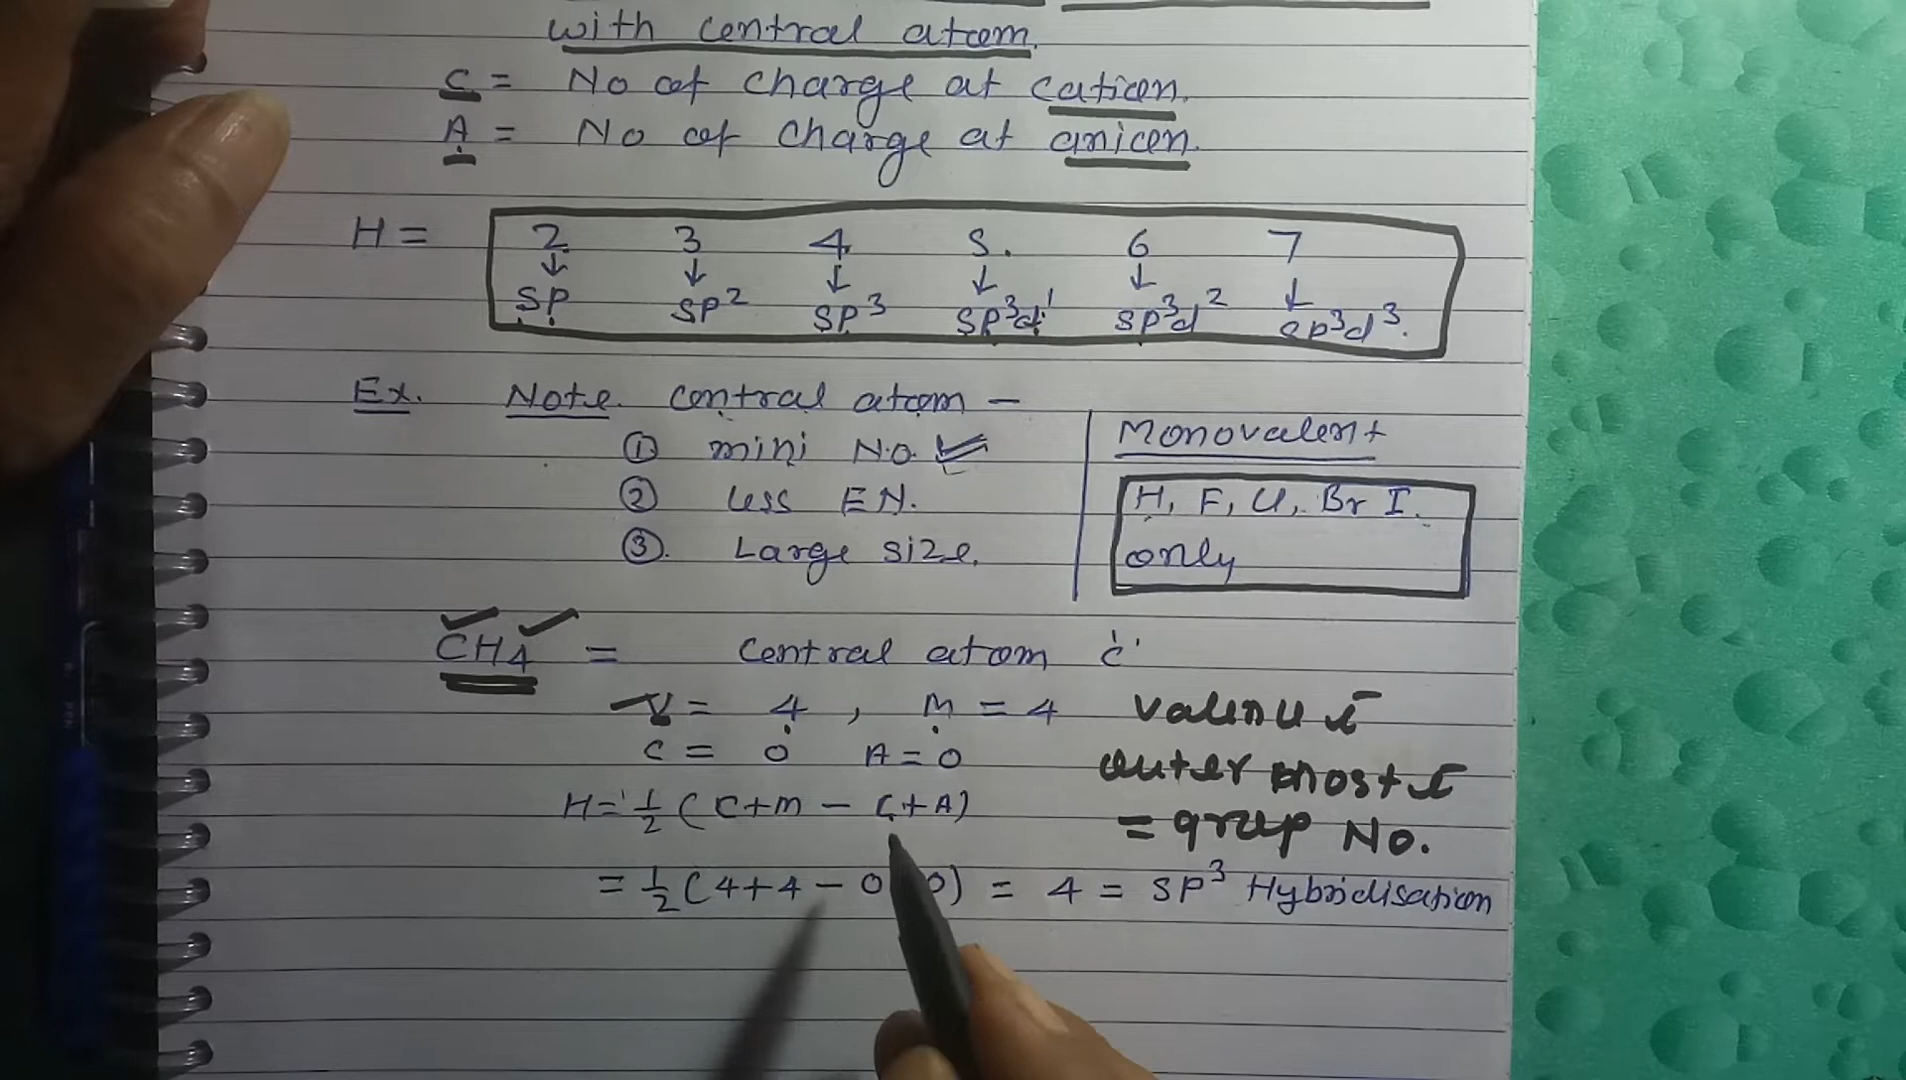 with central atom.
C = No of charge at cation.
A = No of charge at anion.
H = 2 3 4 5. 6 7
↓ ↓ ↓ ↓ ↓ ↓
SP SP² SP³ SP³d¹ SP³d² SP³d³.
Ex. Note central atom –
① mini No.
② less EN.
③. Large size.
Monovalent
H, F, Cl, Br I.
only
CH4 = Central atom 'C'
V = 4, M = 4
C = 0 A = 0
H = ½ (C+M – C+A)
= ½ (4+4 – 0 0) = 4 = SP³ Hybridisation
outer most
= group No.